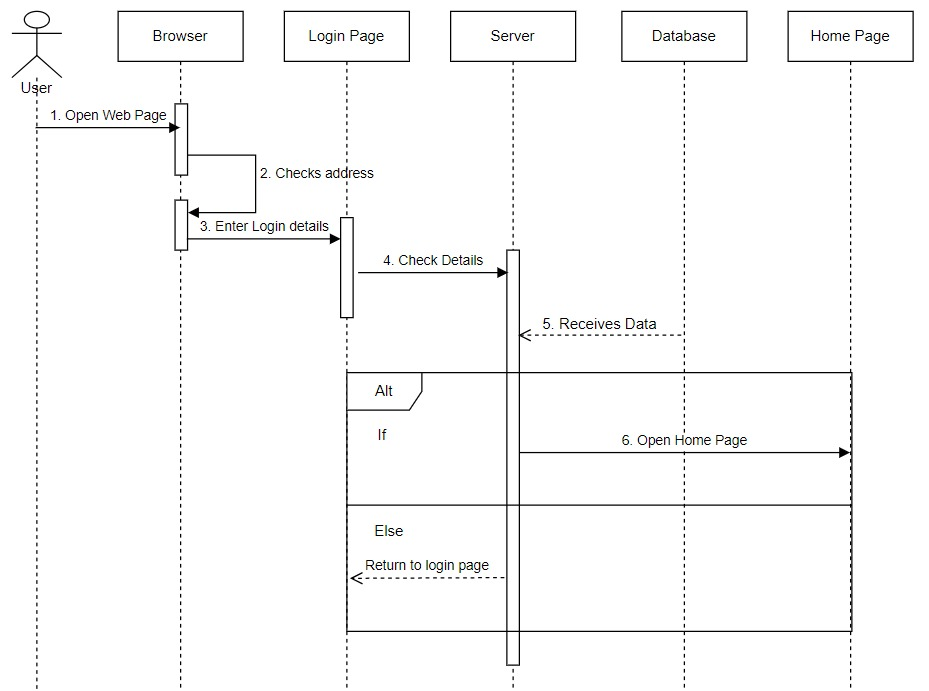 Browser
Login Page
Server
Database
Home Page
User
1. Open Web Page
2. Checks address
3. Enter Login details
4. Check Details
5. Receives Data
Alt
If
6. Open Home Page
Else
Return to login page